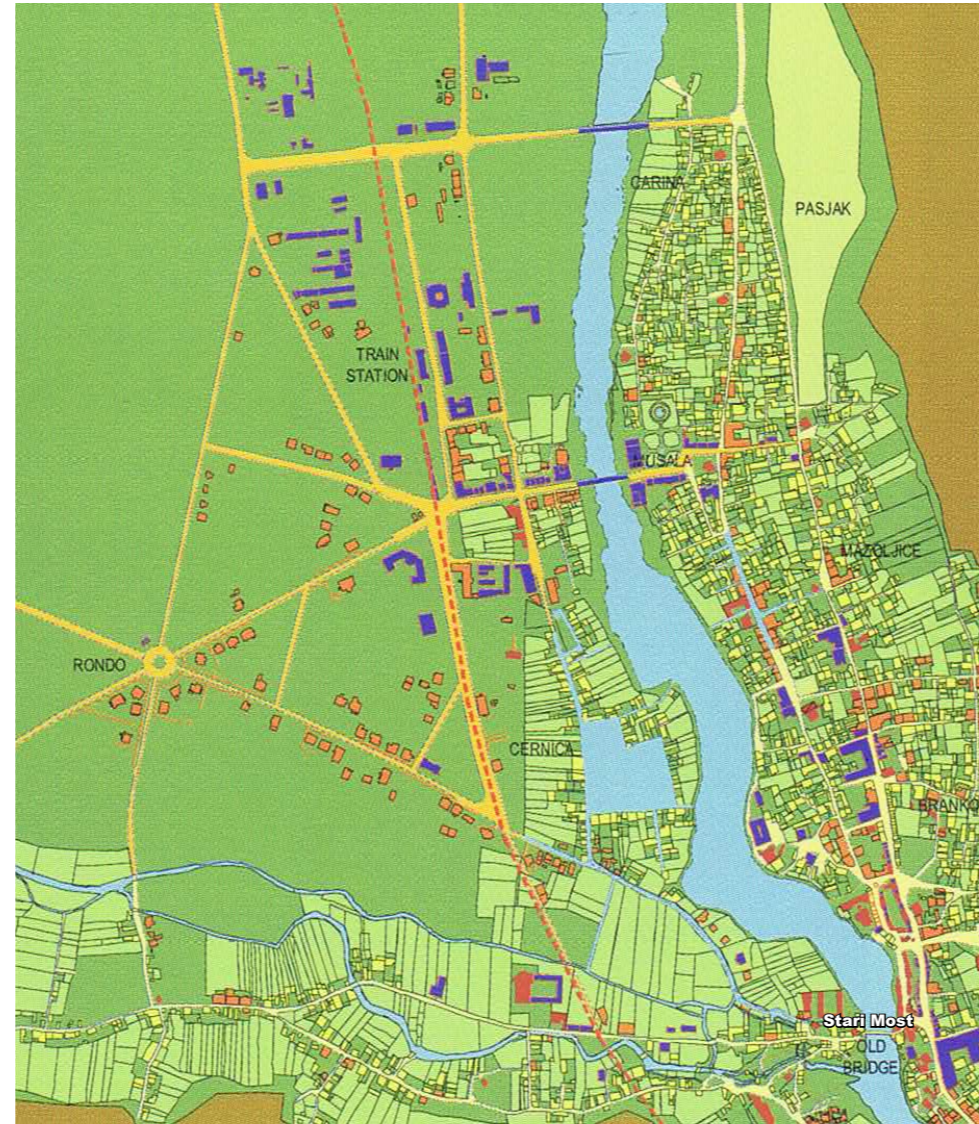 CARINA
PASJAK
TRAIN
STATION
MUSALA
MAZOLJICE
RONDO
CERNICA
BRANKO
Stari Most
OLD
BRIDGE